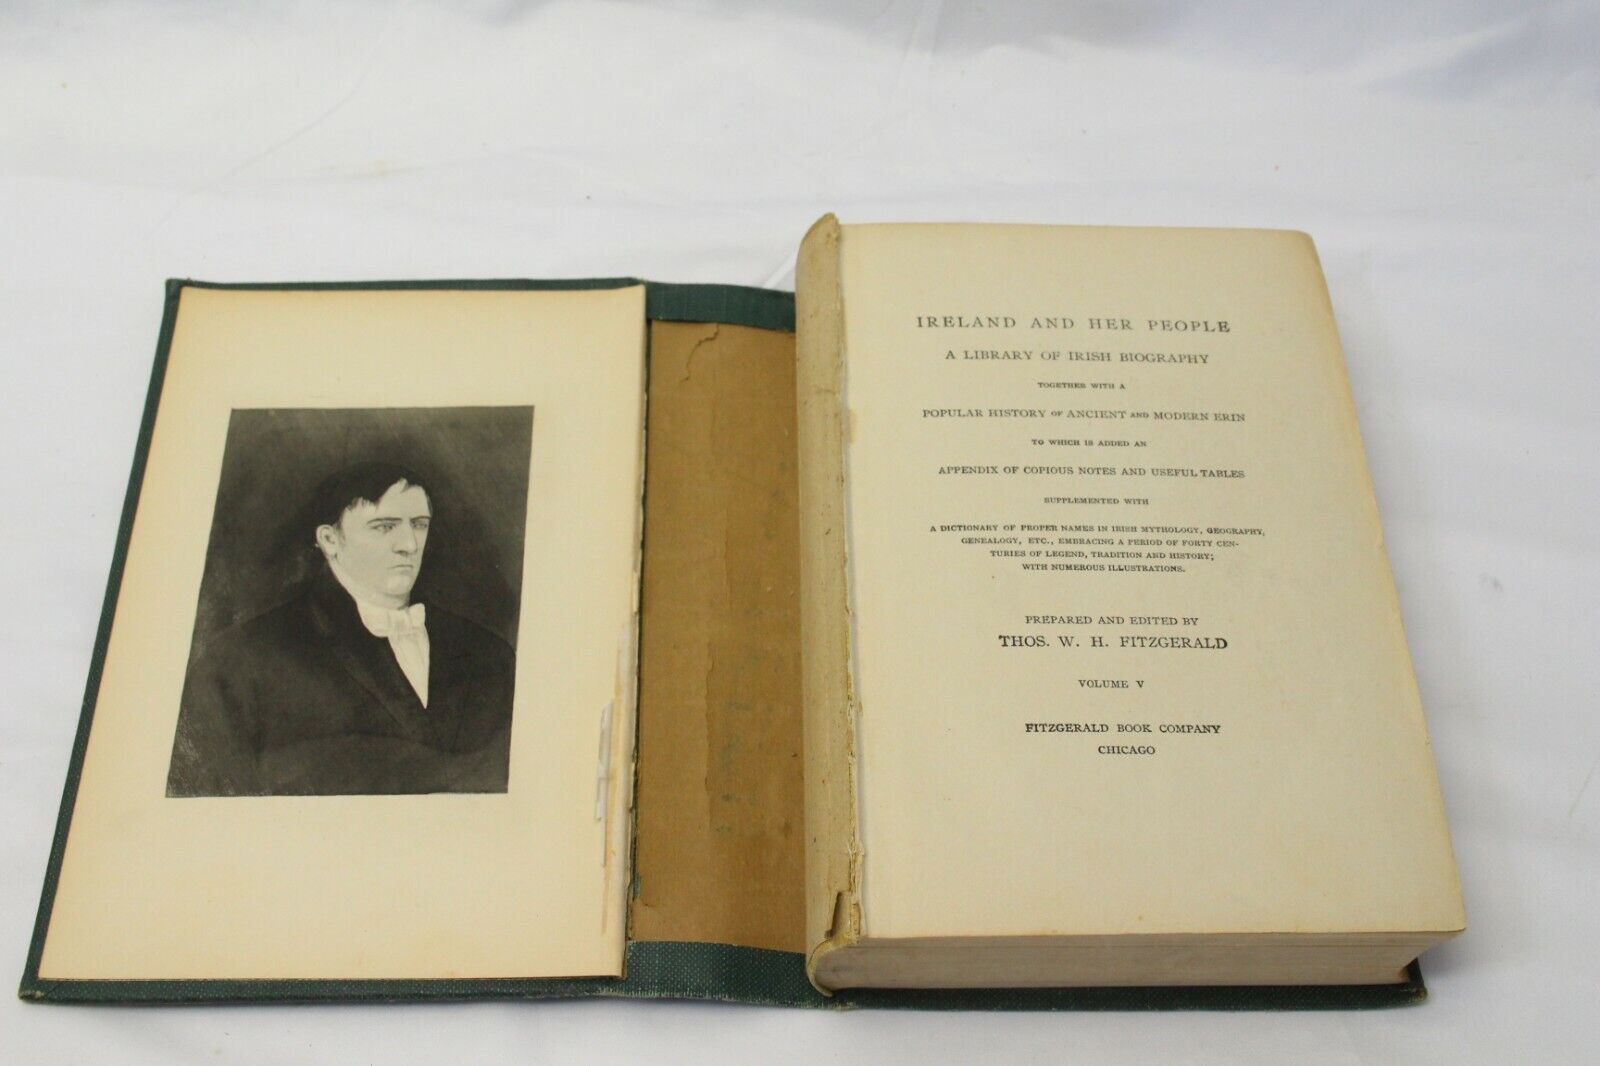 IRELAND AND HER PEOPLE
A LIBRARY OF IRISH BIOGRAPHY
TOGETHER WITH A
POPULAR HISTORY OF ANCIENT AND MODERN ERIN
TO WHICH IS ADDED AN
APPENDIX OF COPIOUS NOTES AND USEFUL TABLES
SUPPLEMENTED WITH
A DICTIONARY OF PROPER NAMES IN IRISH MYTHOLOGY, GEOGRAPHY,
GENEALOGY, ETC., EMBRACING A PERIOD OF FORTY CEN-
TURIES OF LEGEND, TRADITION AND HISTORY;
WITH NUMEROUS ILLUSTRATIONS.
PREPARED AND EDITED BY
THOS. W. H. FITZGERALD
VOLUME V
FITZGERALD BOOK COMPANY
CHICAGO